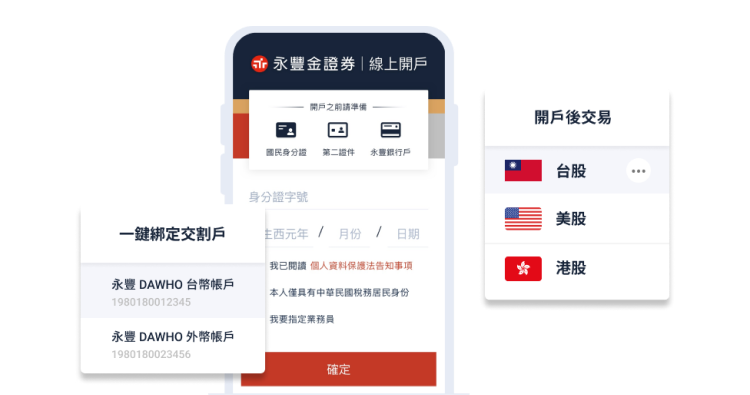 永豐金證券 | 線上開戶
開戶之前請準備
國民身分證 第二證件 永豐銀行戶
身分證字號
生西元年 / 月份 / 日期
我已閱讀 個人資料保護法告知事項
本人僅具有中華民國稅務居民身份
我要指定業務員
確定
一鍵綁定交割戶
永豐 DAWHO 台幣帳戶
1980180012345
永豐 DAWHO 外幣帳戶
1980180023456
開戶後交易
台股
美股
港股